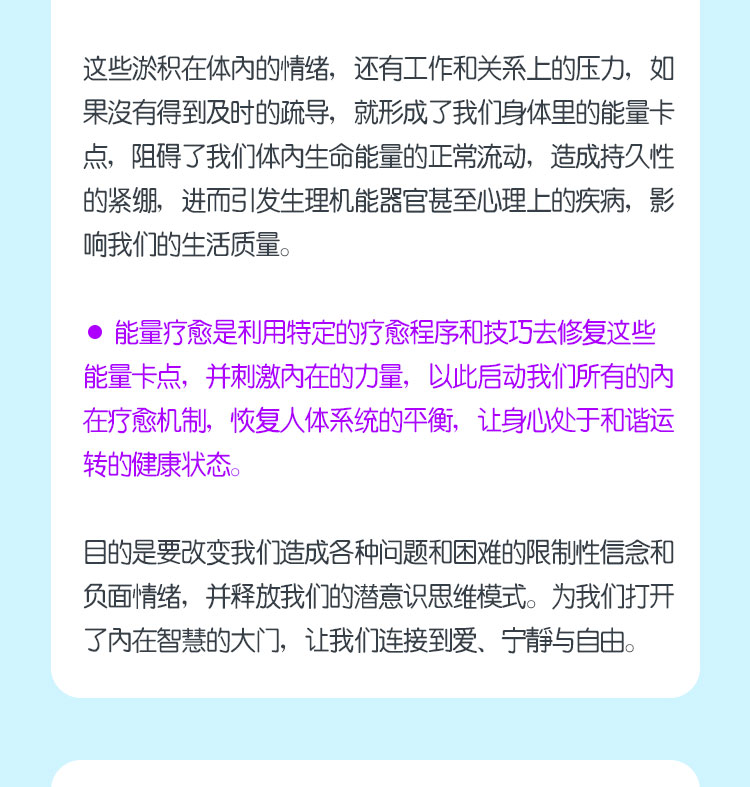 这些淤积在体内的情绪，还有工作和关系上的压力，如
果沒有得到及时的疏导，就形成了我们身体里的能量卡
点，阻碍了我们体内生命能量的正常流动，造成持久性
的紧绷，进而引发生理机能器官甚至心理上的疾病，影
响我们的生活质量。
● 能量疗愈是利用特定的疗愈程序和技巧去修复这些
能量卡点，并刺激内在的力量，以此启动我们所有的内
在疗愈机制，恢复人体系统的平衡，让身心处于和谐运
转的健康状态。
目的是要改变我们造成各种问题和困难的限制性信念和
负面情绪，并释放我们的潜意识思维模式。为我们打开
了内在智慧的大门，让我们连接到爱、宁静与自由。